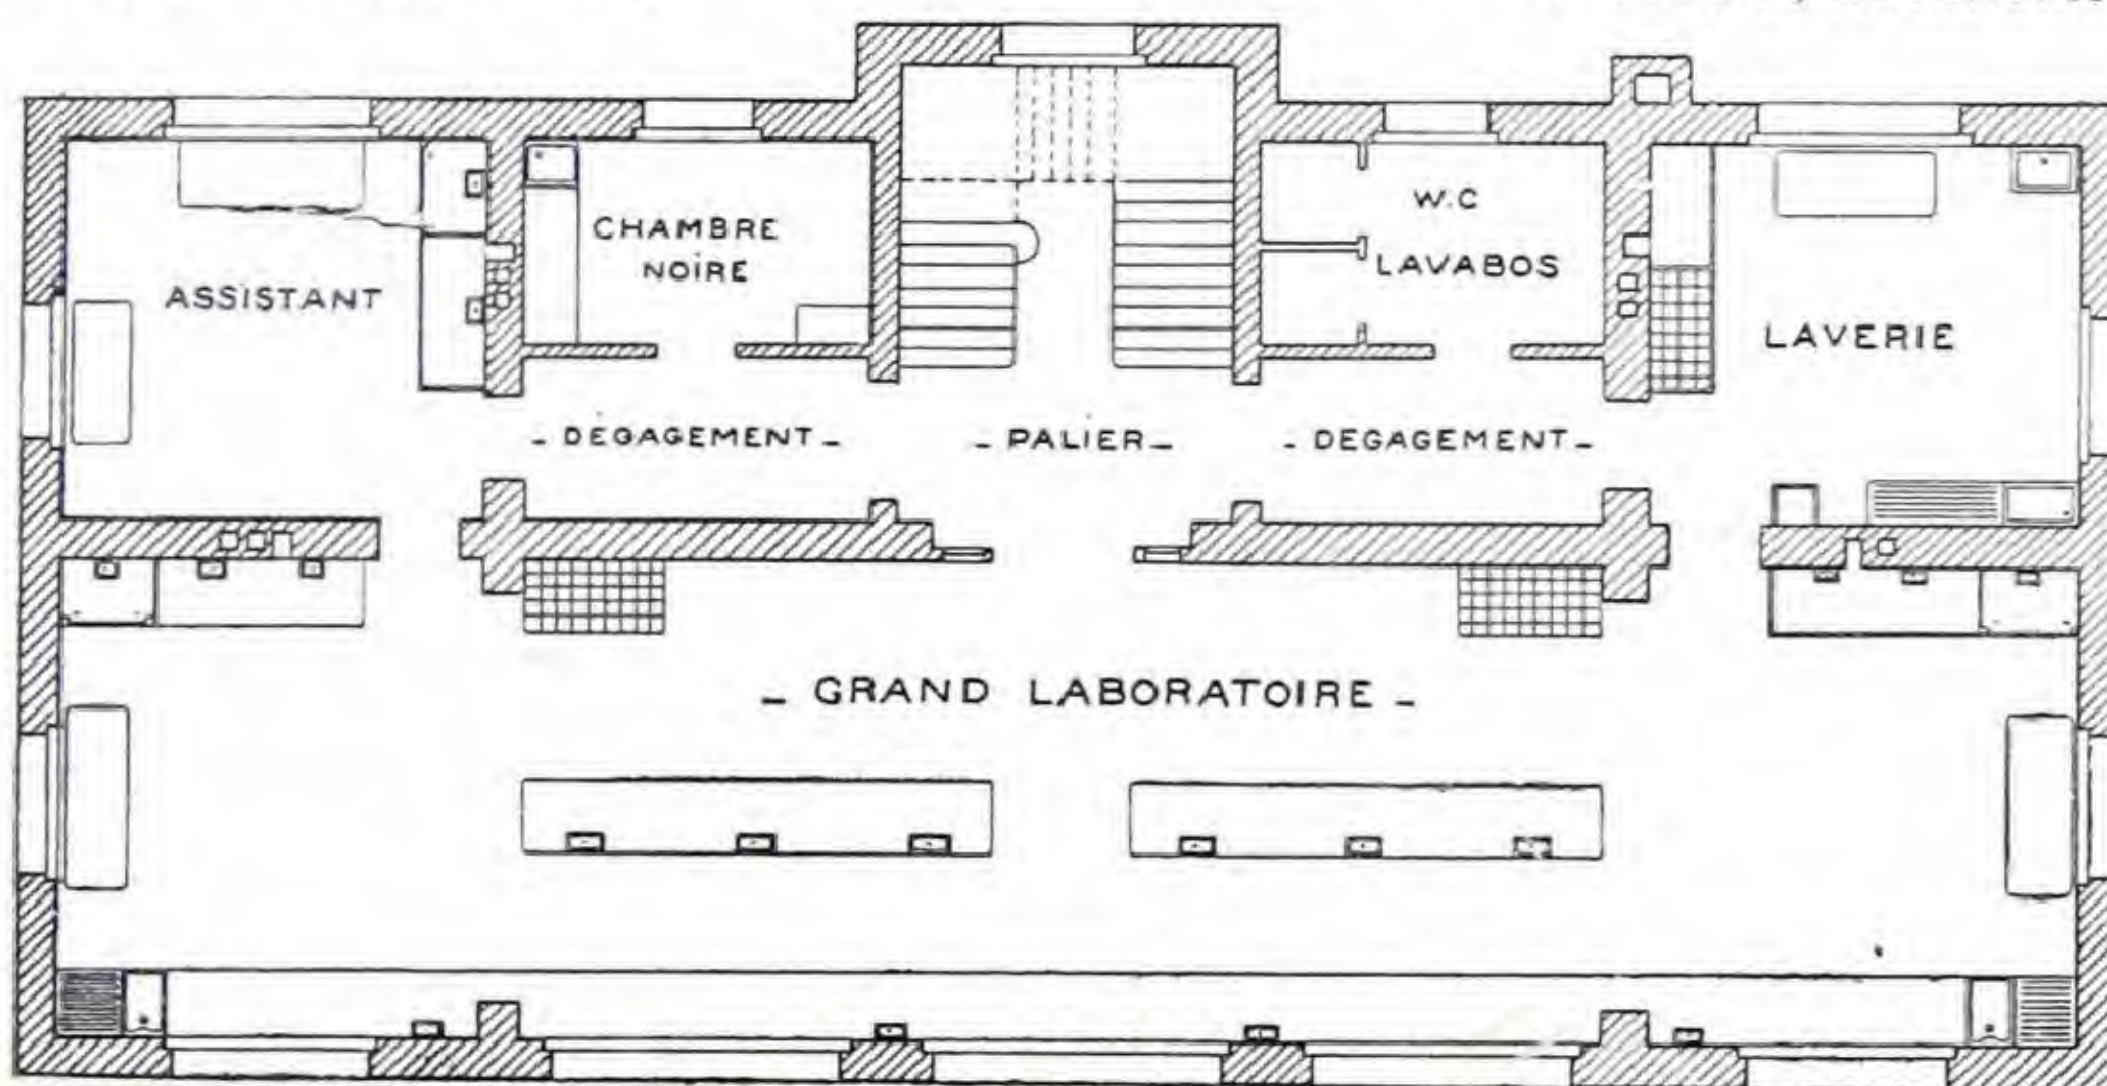 W.C
CHAMBRE
NOIRE
LAVABOS
ASSISTANT
LAVERIE
- DEGAGEMENT -
- PALIER -
- DEGAGEMENT -
- GRAND LABORATOIRE -